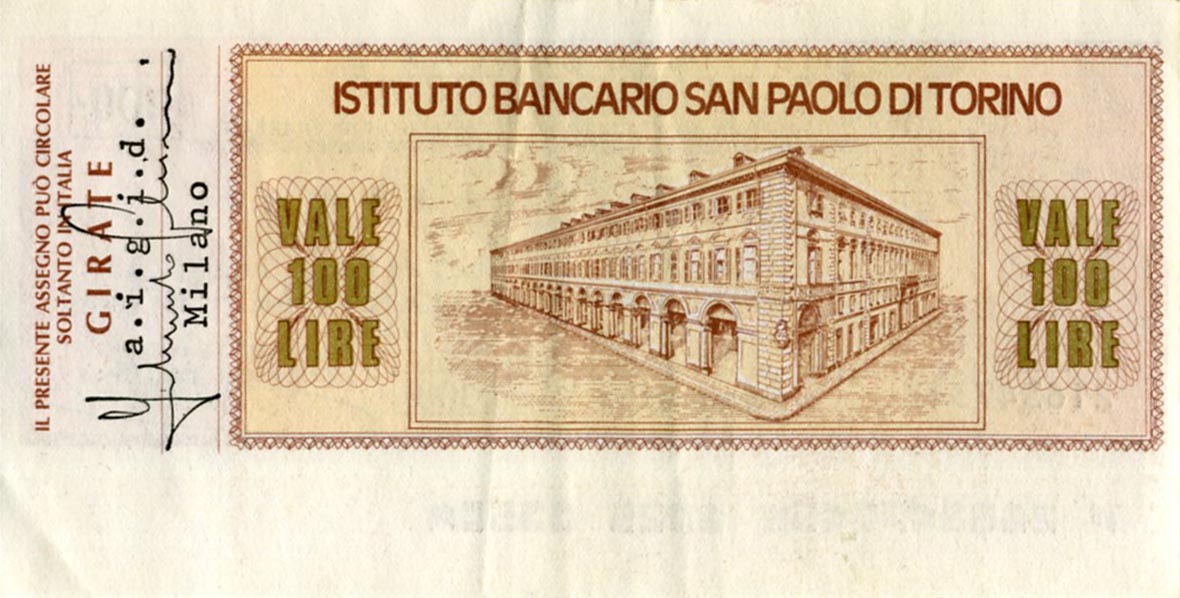 IL PRESENTE ASSEGNO PUÒ CIRCOLARE
SOLTANTO IN ITALIA
GIRATE
a.i.g.i.d..
Milano
ISTITUTO BANCARIO SAN PAOLO DI TORINO
VALE
100
LIRE
VALE
100
LIRE